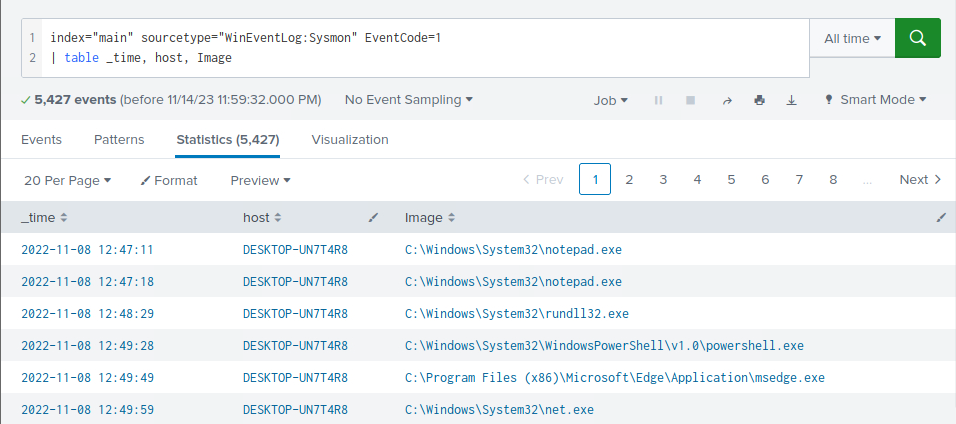 1 index="main" sourcetype="WinEventLog:Sysmon" EventCode=1
2 | table _time, host, Image
All time
5,427 events (before 11/14/23 11:59:32.000 PM) No Event Sampling Job Smart Mode
Events Patterns Statistics (5,427) Visualization
20 Per Page Format Preview < Prev 1 2 3 4 5 6 7 8 ... Next >
_time host Image
2022-11-08 12:47:11 DESKTOP-UN7T4R8 C:\Windows\System32\notepad.exe
2022-11-08 12:47:18 DESKTOP-UN7T4R8 C:\Windows\System32\notepad.exe
2022-11-08 12:48:29 DESKTOP-UN7T4R8 C:\Windows\System32\rundll32.exe
2022-11-08 12:49:28 DESKTOP-UN7T4R8 C:\Windows\System32\WindowsPowerShell\v1.0\powershell.exe
2022-11-08 12:49:49 DESKTOP-UN7T4R8 C:\Program Files (x86)\Microsoft\Edge\Application\msedge.exe
2022-11-08 12:49:59 DESKTOP-UN7T4R8 C:\Windows\System32\net.exe